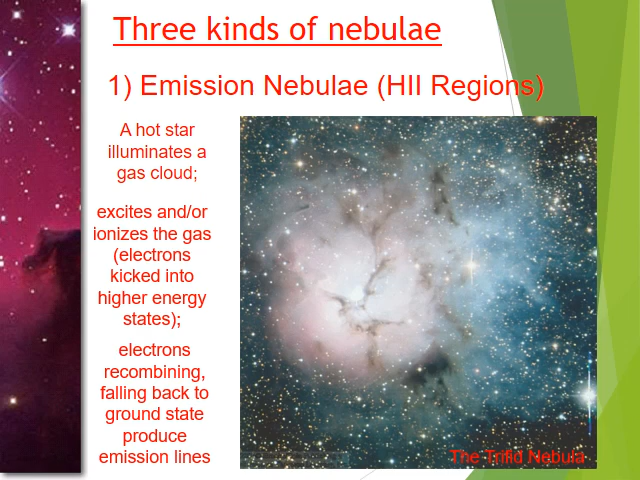 Three kinds of nebulae
1) Emission Nebulae (HII Regions)
A hot star
illuminates a
gas cloud;
excites and/or
ionizes the gas
(electrons
kicked into
higher energy
states);
electrons
recombining,
falling back to
ground state
produce
emission lines
The Trifid Nebula